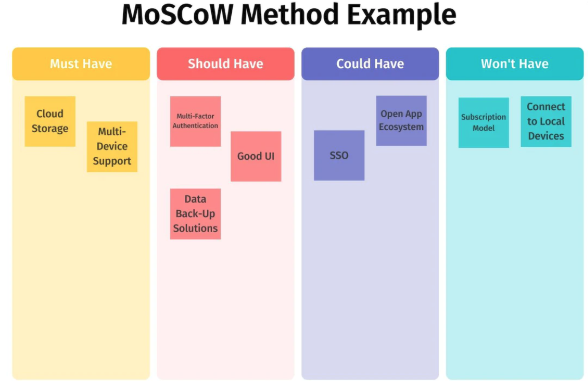 MoSCoW Method Example
Must Have
Should Have
Could Have
Won't Have
Cloud
Storage
Multi-
Device
Support
Multi-Factor
Authentication
Good UI
Data
Back-Up
Solutions
Open App
Ecosystem
SSO
Subscription
Model
Connect
to Local
Devices